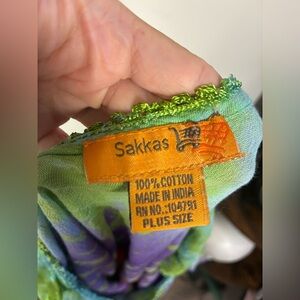 Sakkas
100% COTTON
MADE IN INDIA
RN NO.:104791
PLUS SIZE